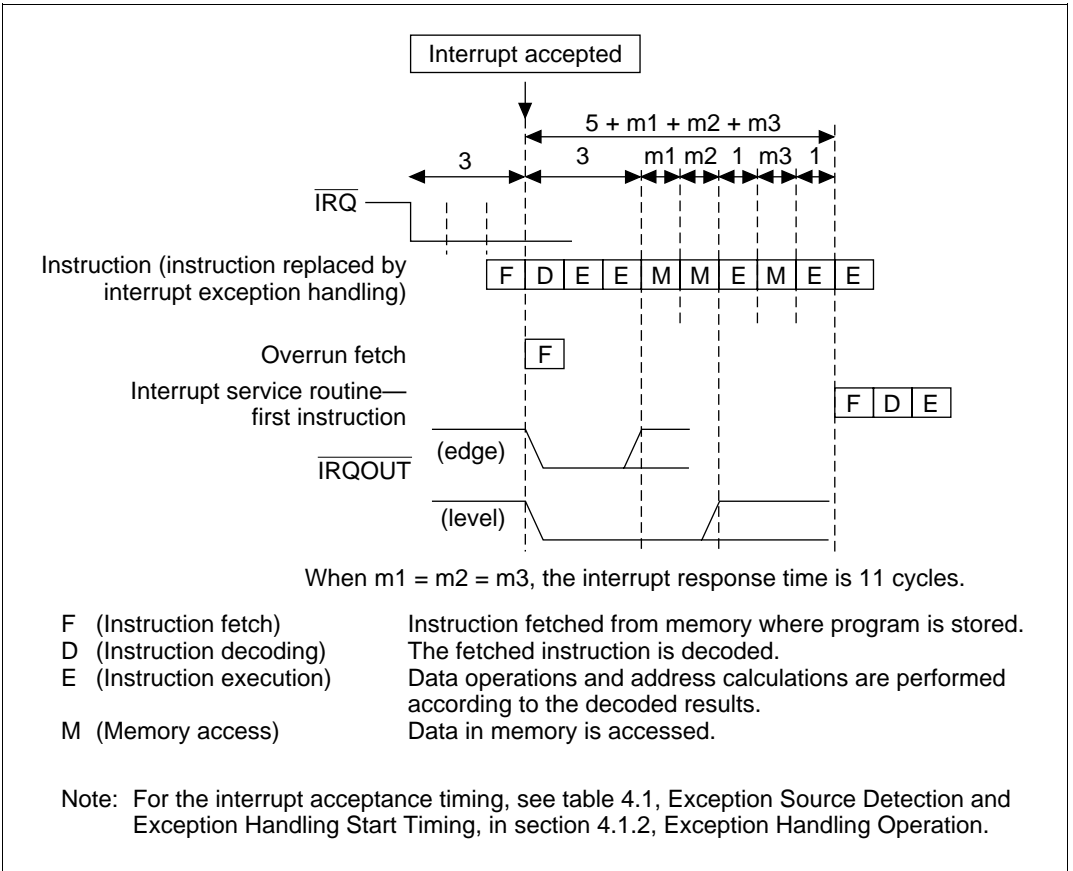 Interrupt accepted
5 + m1 + m2 + m3
3 3 m1 m2 1 m3 1
IRQ
Instruction (instruction replaced by
interrupt exception handling)
F D E E M M E M E E
Overrun fetch
F
Interrupt service routine—
first instruction
F D E
(edge)
IRQOUT
(level)
When m1 = m2 = m3, the interrupt response time is 11 cycles.
F (Instruction fetch) Instruction fetched from memory where program is stored.
D (Instruction decoding) The fetched instruction is decoded.
E (Instruction execution) Data operations and address calculations are performed
according to the decoded results.
M (Memory access) Data in memory is accessed.
Note: For the interrupt acceptance timing, see table 4.1, Exception Source Detection and
Exception Handling Start Timing, in section 4.1.2, Exception Handling Operation.